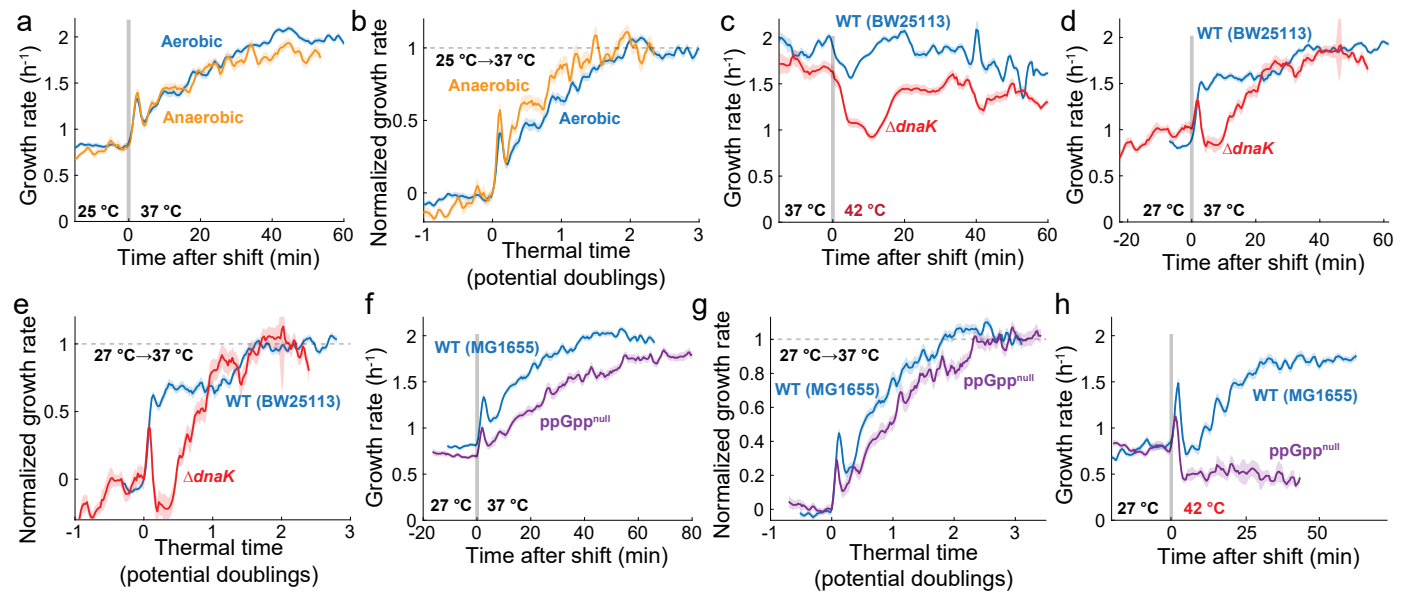 a
Growth rate (h⁻¹)
2
1.5
1
0.5
0
Aerobic
Anaerobic
25 °C
37 °C
0
20
40
60
Time after shift (min)
b
Normalized growth rate
1
0.5
0
25 °C→37 °C
Anaerobic
Aerobic
-1
0
1
2
3
Thermal time
(potential doublings)
c
Growth rate (h⁻¹)
2
1.5
1
0.5
0
WT (BW25113)
ΔdnaK
37 °C
42 °C
0
20
40
60
Time after shift (min)
d
Growth rate (h⁻¹)
2
1.5
1
0.5
0
WT (BW25113)
ΔdnaK
27 °C
37 °C
-20
0
20
40
60
Time after shift (min)
e
Normalized growth rate
1
0.5
0
27 °C→37 °C
WT (BW25113)
ΔdnaK
-1
0
1
2
3
Thermal time
(potential doublings)
f
Growth rate (h⁻¹)
2
1.5
1
0.5
0
WT (MG1655)
ppGppⁿᵘˡˡ
27 °C
37 °C
-20
0
20
40
60
80
Time after shift (min)
g
Normalized growth rate
1
0.8
0.6
0.4
0.2
0
27 °C→37 °C
WT (MG1655)
ppGppⁿᵘˡˡ
-1
0
1
2
3
Thermal time
(potential doublings)
h
Growth rate (h⁻¹)
2
1.5
1
0.5
0
WT (MG1655)
ppGppⁿᵘˡˡ
27 °C
42 °C
0
25
50
Time after shift (min)